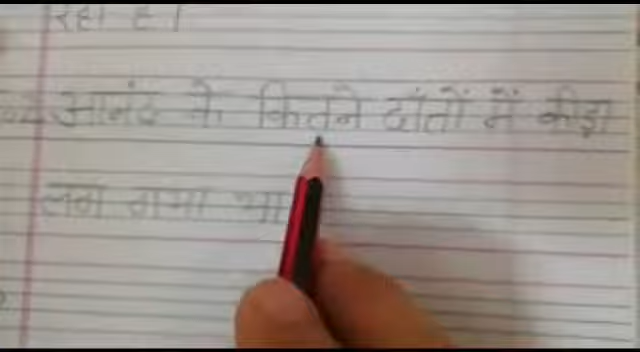 रहा है।
आनंद के कितने दांतों में कीड़ा
लग गया था